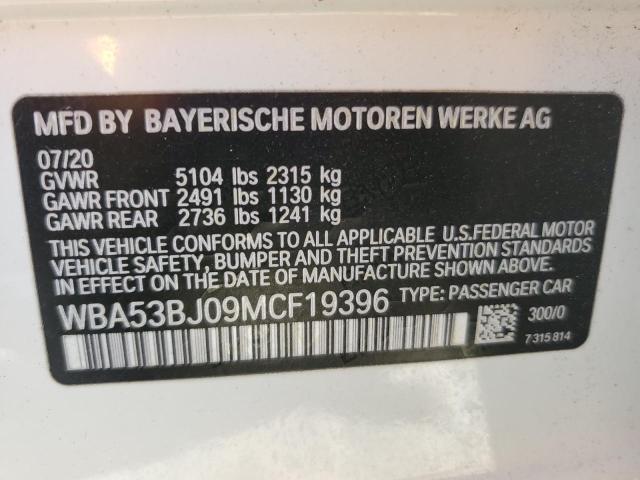 MFD BY BAYERISCHE MOTOREN WERKE AG
07/20
GVWR 5104 lbs 2315 kg
GAWR FRONT 2491 lbs 1130 kg
GAWR REAR 2736 lbs 1241 kg
THIS VEHICLE CONFORMS TO ALL APPLICABLE U.S.FEDERAL MOTOR
VEHICLE SAFETY, BUMPER AND THEFT PREVENTION STANDARDS
IN EFFECT ON THE DATE OF MANUFACTURE SHOWN ABOVE.
WBA53BJ09MCF19396 TYPE: PASSENGER CAR
300/0
7315814